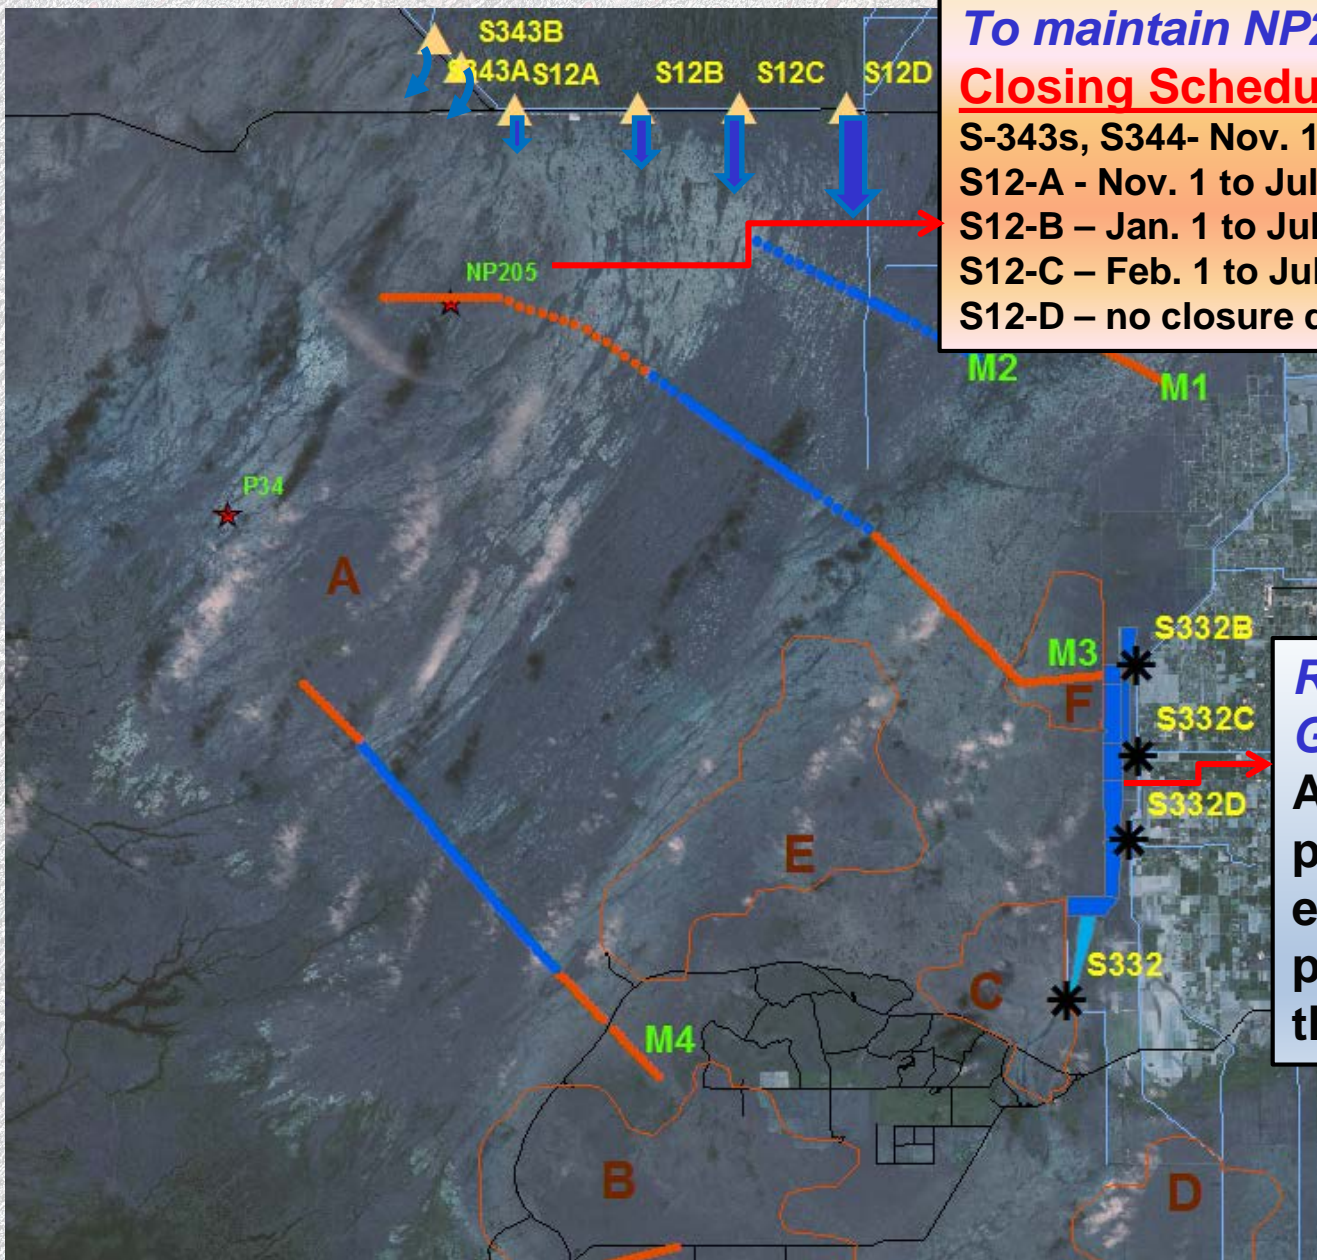 To maintain NP2
Closing Schedu
S-343s, S344- Nov. 1
S12-A - Nov. 1 to Jul
S12-B – Jan. 1 to Jul
S12-C – Feb. 1 to Jul
S12-D – no closure d
S343B
S343A
S12A
S12B
S12C
S12D
NP205
M2
M1
P34
A
S332B
M3
F
S332C
S332D
E
R
G
A
p
e
p
th
S332
C
M4
B
D